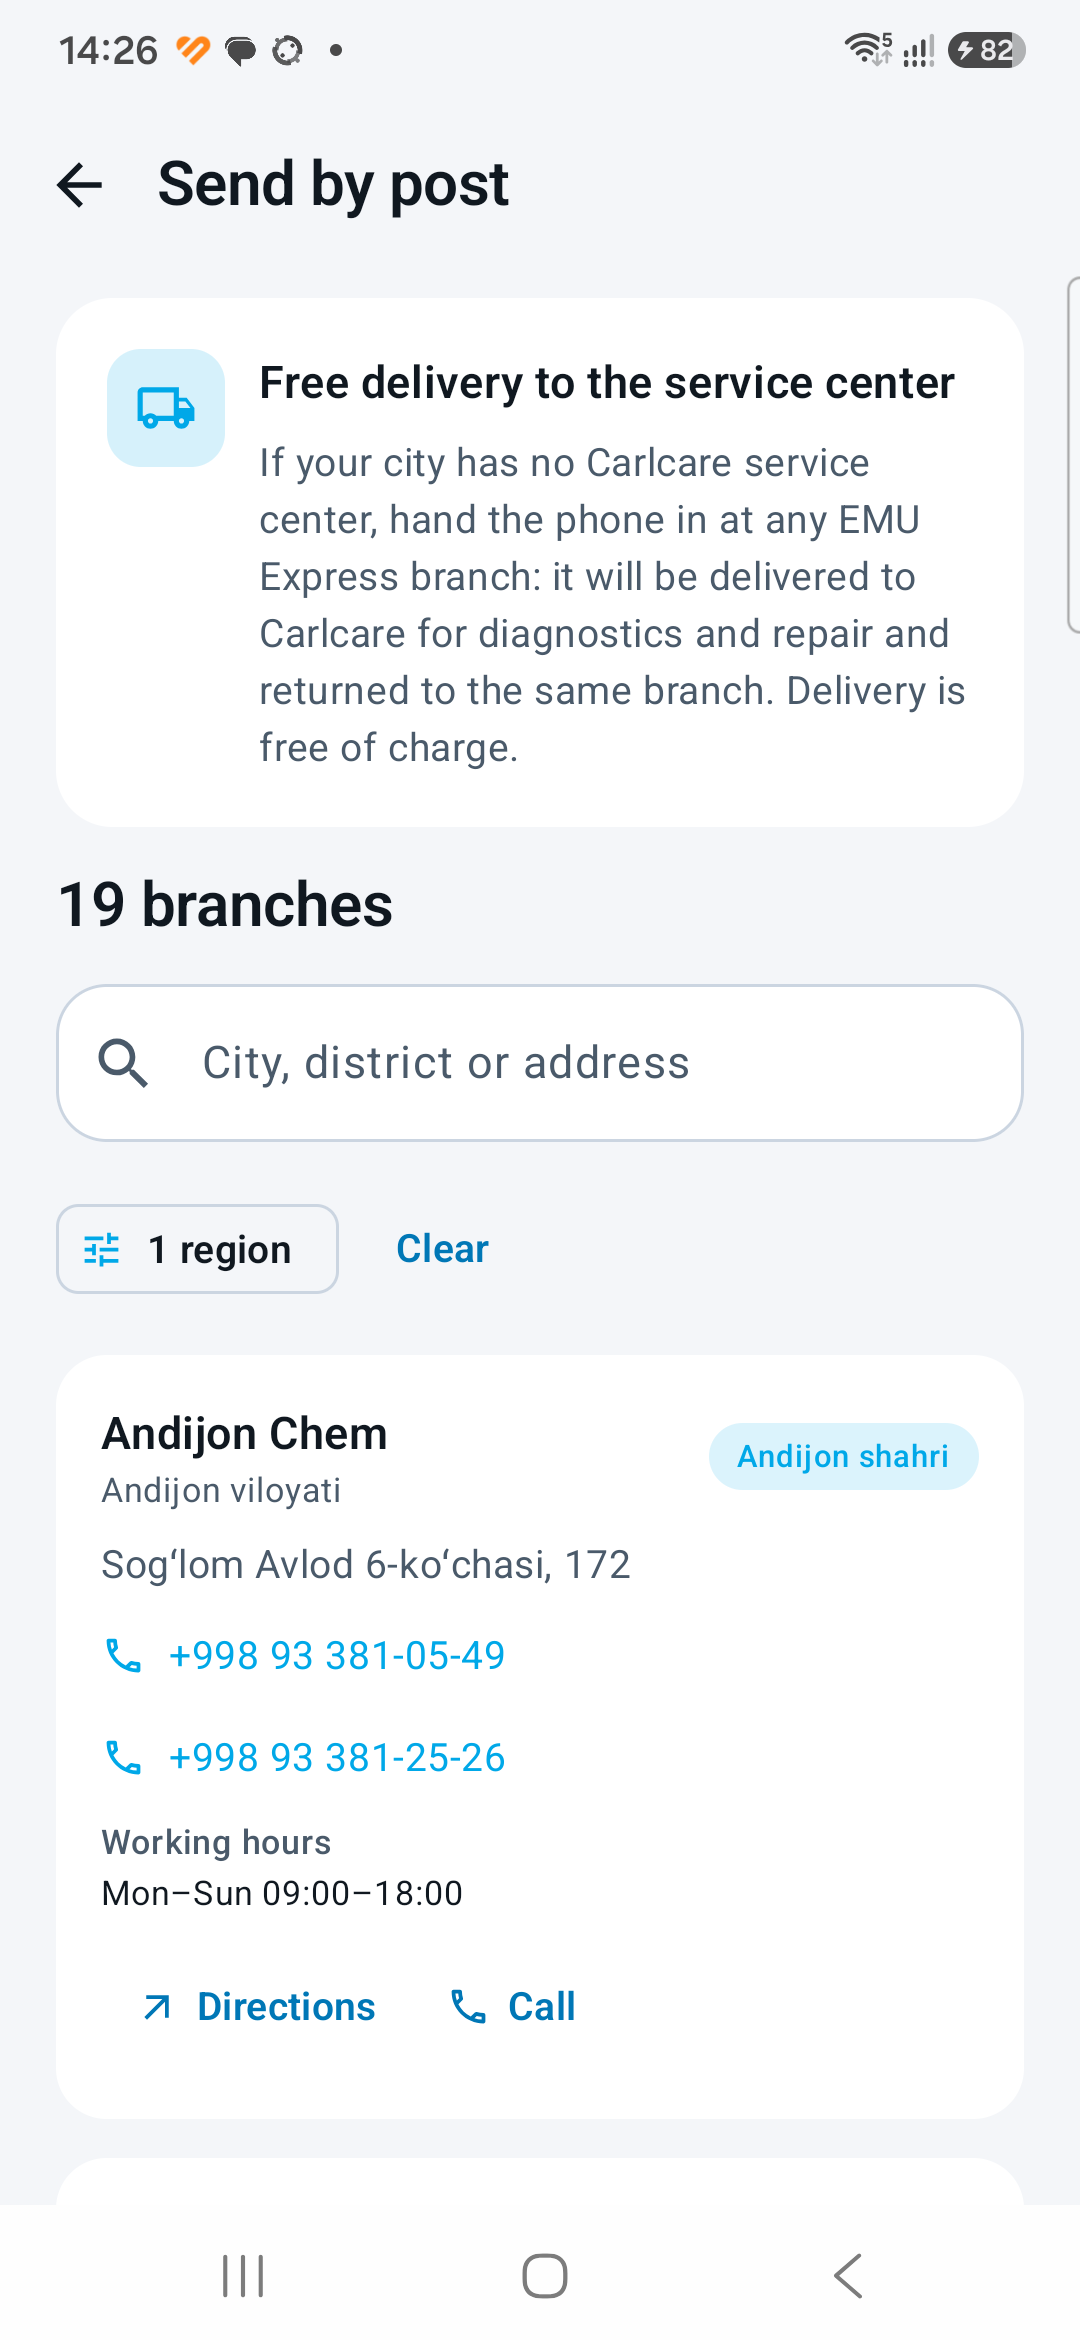 14:26
5
82
Send by post
Free delivery to the service center
If your city has no Carlcare service
center, hand the phone in at any EMU
Express branch: it will be delivered to
Carlcare for diagnostics and repair and
returned to the same branch. Delivery is
free of charge.
19 branches
City, district or address
1 region
Clear
Andijon Chem
Andijon shahri
Andijon viloyati
Sog‘lom Avlod 6-ko‘chasi, 172
+998 93 381-05-49
+998 93 381-25-26
Working hours
Mon–Sun 09:00–18:00
Directions
Call